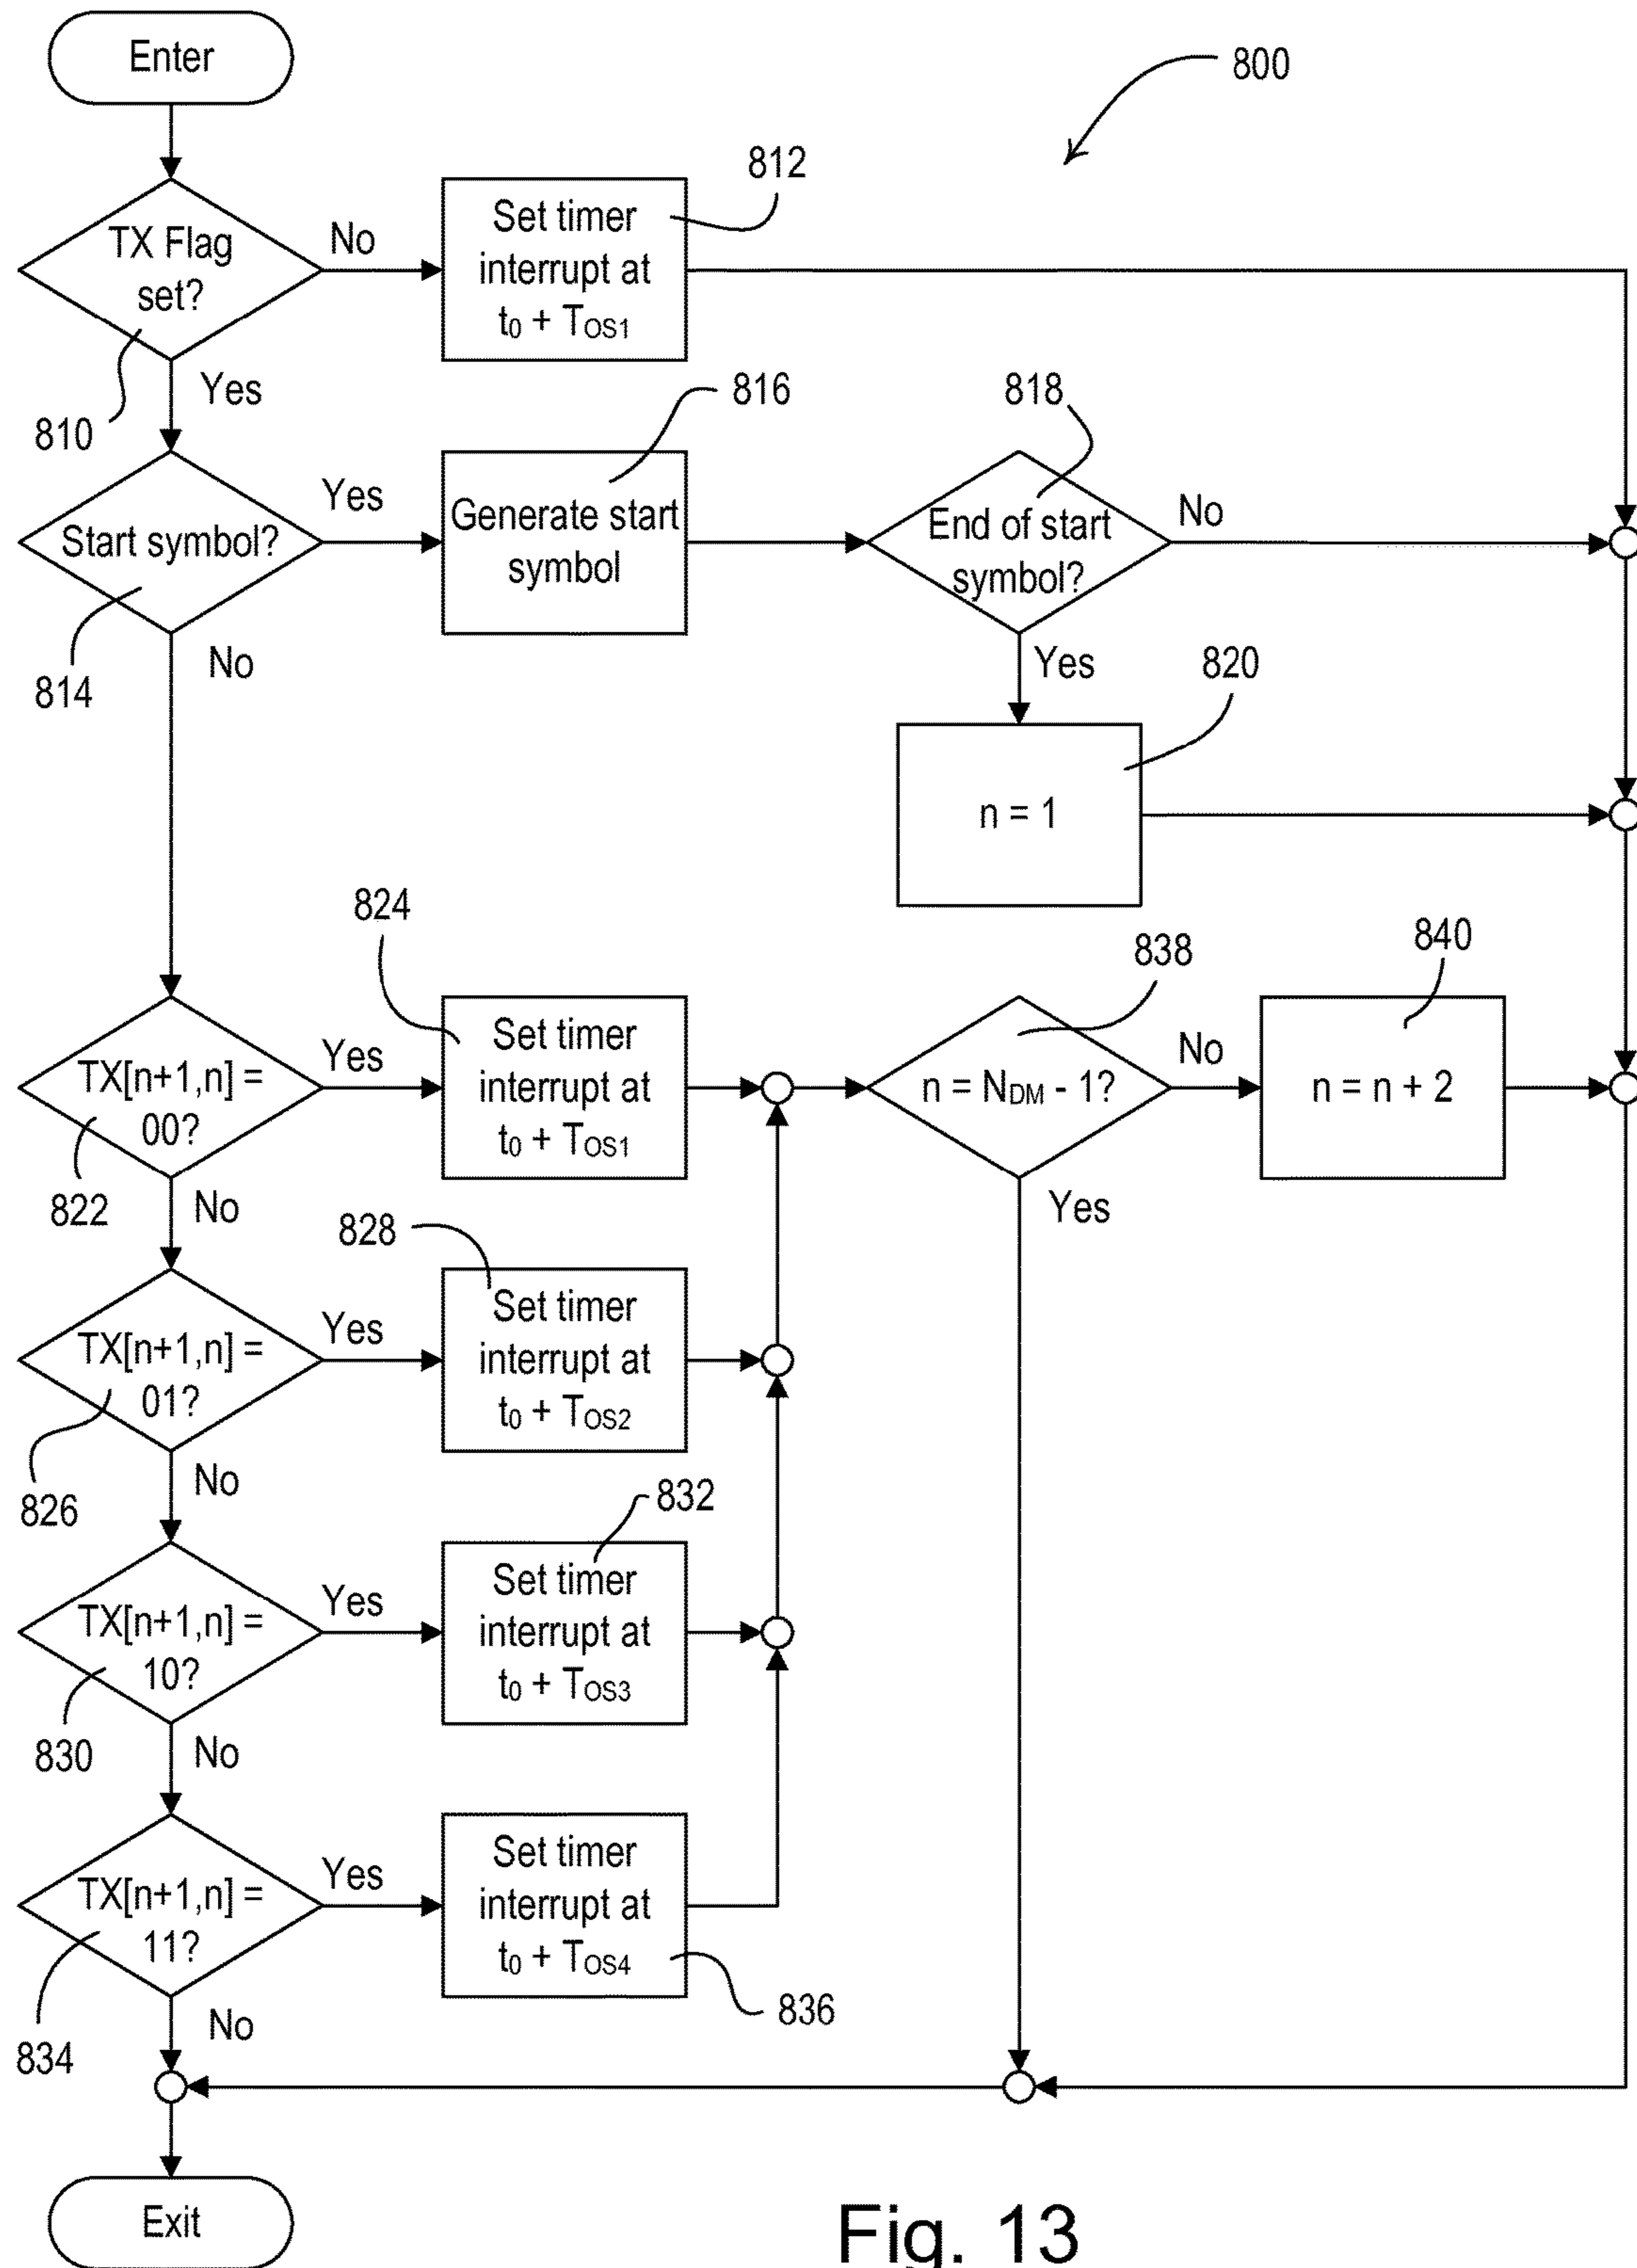 Enter
800
812
TX Flag
set?
No
Set timer
interrupt at
t0 + TOS1
Yes
810
816
818
Start symbol?
Yes
Generate start
symbol
End of start
symbol?
No
814
No
Yes
820
n = 1
824
838
840
TX[n+1,n] =
00?
Yes
Set timer
interrupt at
t0 + TOS1
n = NDM - 1?
No
n = n + 2
822
No
828
Yes
TX[n+1,n] =
01?
Yes
Set timer
interrupt at
t0 + TOS2
826
No
832
TX[n+1,n] =
10?
Yes
Set timer
interrupt at
t0 + TOS3
830
No
TX[n+1,n] =
11?
Yes
Set timer
interrupt at
t0 + TOS4
836
834
No
Exit
Fig. 13